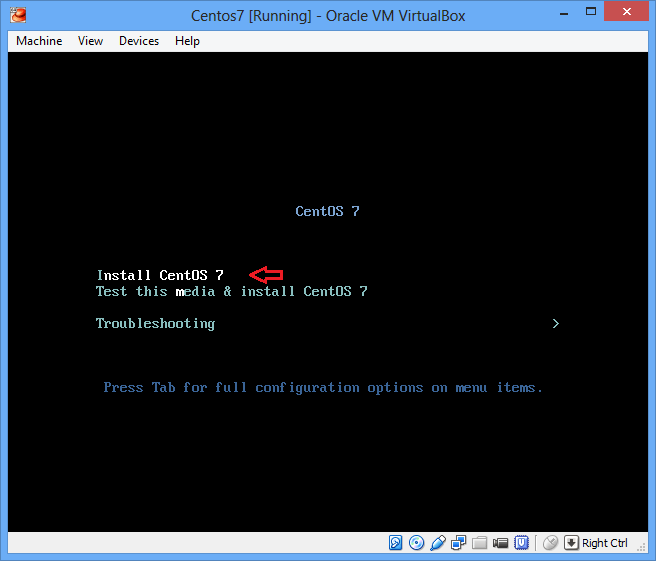 Centos7 [Running] - Oracle VM VirtualBox
Machine View Devices Help
CentOS 7
Install CentOS 7
Test this media & install CentOS 7
Troubleshooting >
Press Tab for full configuration options on menu items.
Right Ctrl